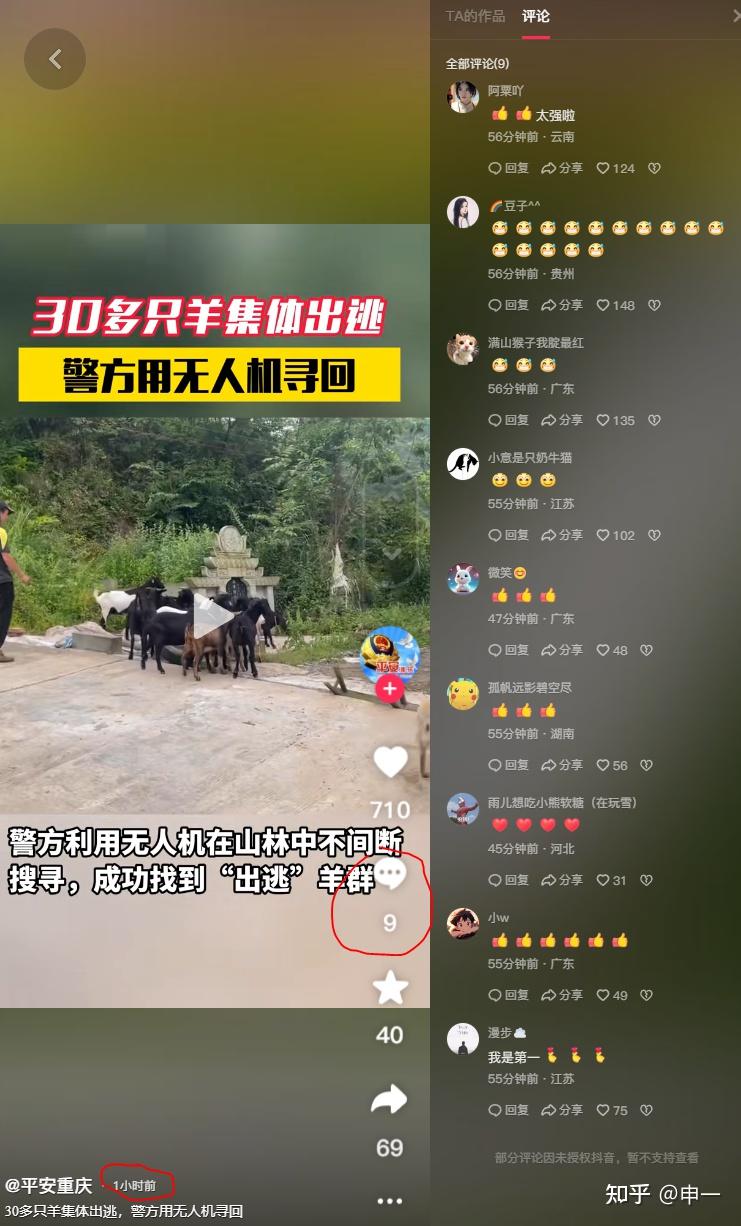 TA的作品 评论
全部评论(9)
阿粟吖
👍 👍 太强啦
56分钟前 · 云南
回复 分享 124
🌈豆子^^
😅 😅 😅 😅 😅 😅 😅 😅 😅 😅
😅 😅 😅 😅 😅
56分钟前 · 贵州
回复 分享 148
满山猴子我腚最红
😅 😅 😅
56分钟前 · 广东
回复 分享 135
小意是只奶牛猫
😊 😊 😊
55分钟前 · 江苏
回复 分享 102
微笑😊
👍 👍 👍
47分钟前 · 广东
回复 分享 48
孤帆远影碧空尽
👍 👍 👍
55分钟前 · 湖南
回复 分享 56
雨儿想吃小熊软糖（在玩雪）
❤️ ❤️ ❤️ ❤️
45分钟前 · 河北
回复 分享 31
小w
👍 👍 👍 👍 👍 👍
55分钟前 · 广东
回复 分享 49
漫步☁️
我是第一 🫰 🫰 🫰
55分钟前 · 江苏
回复 分享 75
部分评论因未授权抖音，暂不支持查看
30多只羊集体出逃
警方用无人机寻回
710
警方利用无人机在山林中不间断
搜寻，成功找到“出逃”羊群
9
40
69
@平安重庆 · 1小时前
30多只羊集体出逃，警方用无人机寻回
知乎 @申一